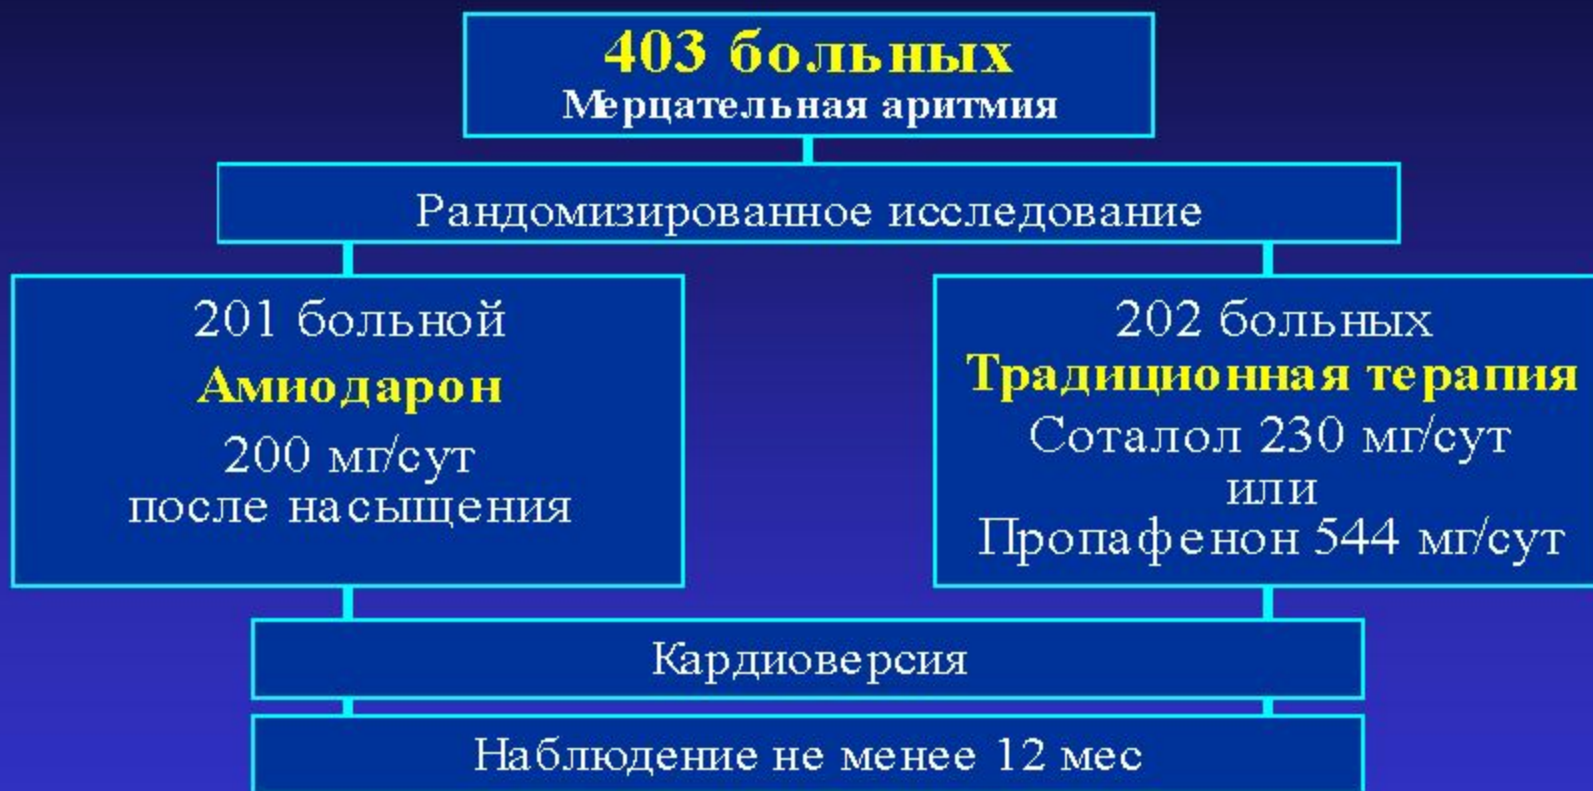 403 больных
Мерцательная аритмия
Рандомизированное исследование
201 больной
Амиодарон
200 мг/сут
после насыщения
202 больных
Традиционная терапия
Соталол 230 мг/сут
или
Пропафенон 544 мг/сут
Кардиоверсия
Наблюдение не менее 12 мес